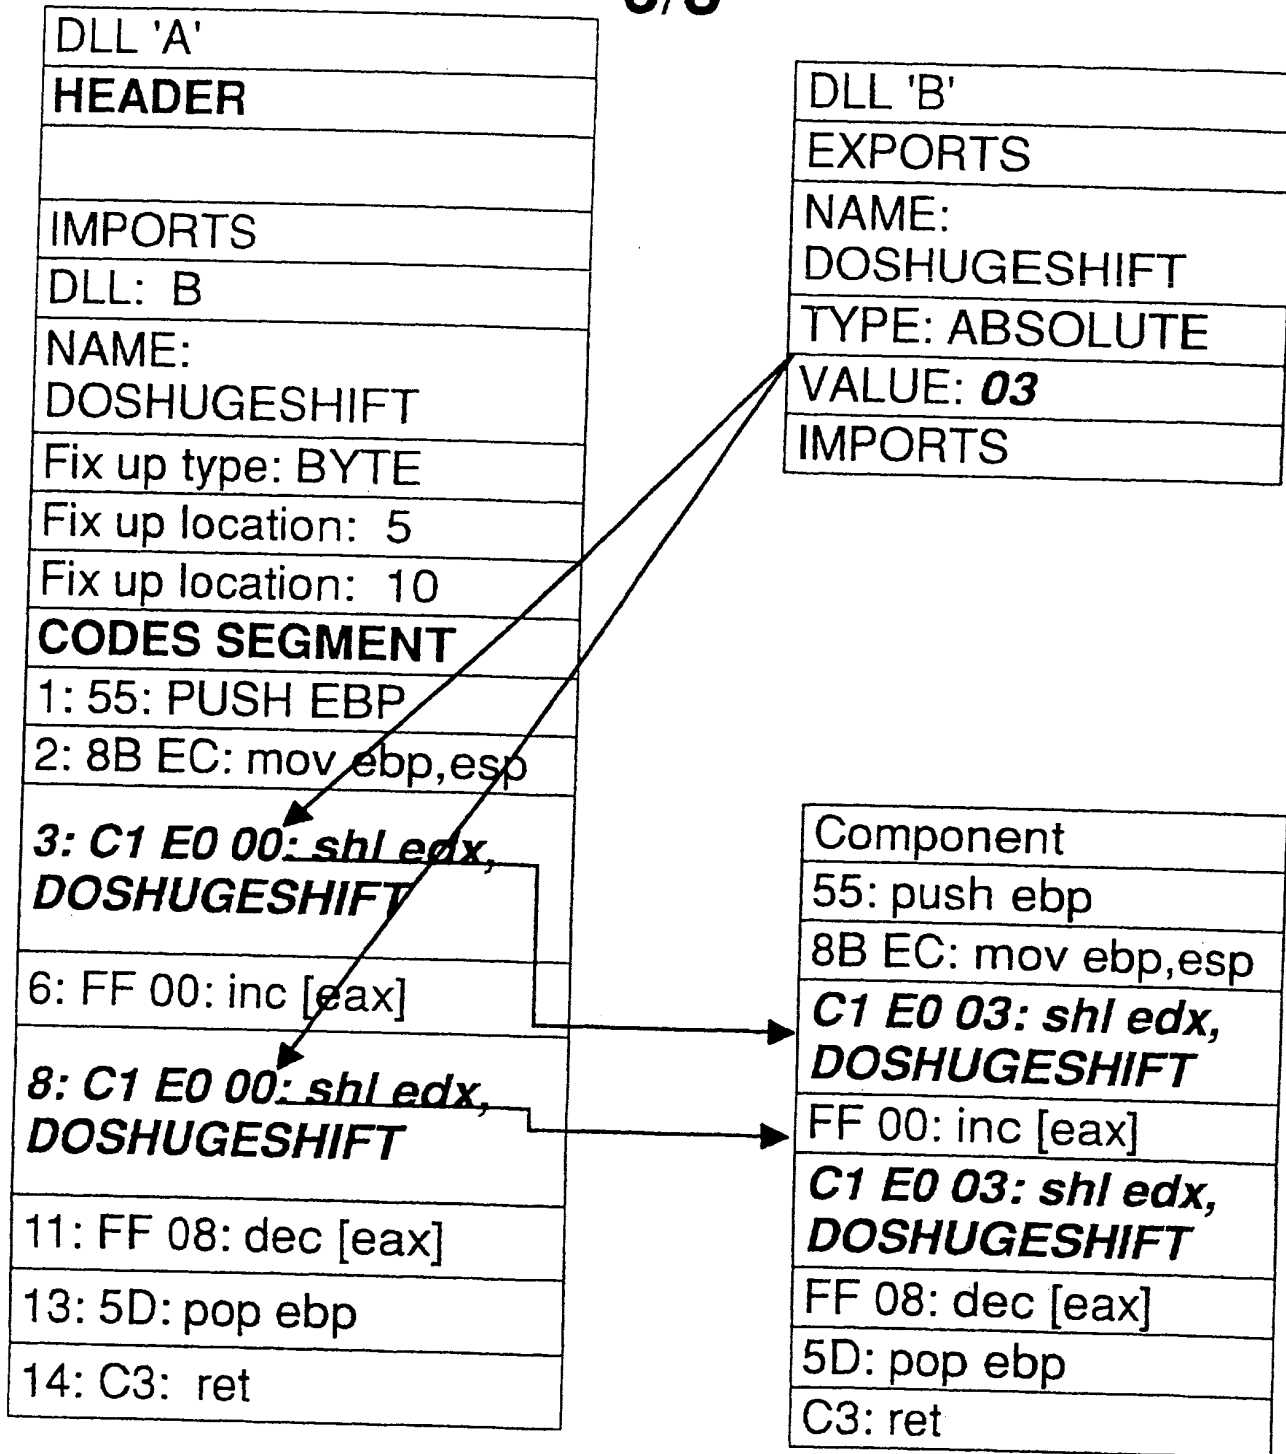 DLL 'A'
HEADER
IMPORTS
DLL: B
NAME:
DOSHUGESHIFT
Fix up type: BYTE
Fix up location: 5
Fix up location: 10
CODES SEGMENT
1: 55: PUSH EBP
2: 8B EC: mov ebp,esp
3: C1 E0 00: shl edx,
DOSHUGESHIFT
6: FF 00: inc [eax]
8: C1 E0 00: shl edx,
DOSHUGESHIFT
11: FF 08: dec [eax]
13: 5D: pop ebp
14: C3: ret
DLL 'B'
EXPORTS
NAME:
DOSHUGESHIFT
TYPE: ABSOLUTE
VALUE: 03
IMPORTS
Component
55: push ebp
8B EC: mov ebp,esp
C1 E0 03: shl edx,
DOSHUGESHIFT
FF 00: inc [eax]
C1 E0 03: shl edx,
DOSHUGESHIFT
FF 08: dec [eax]
5D: pop ebp
C3: ret